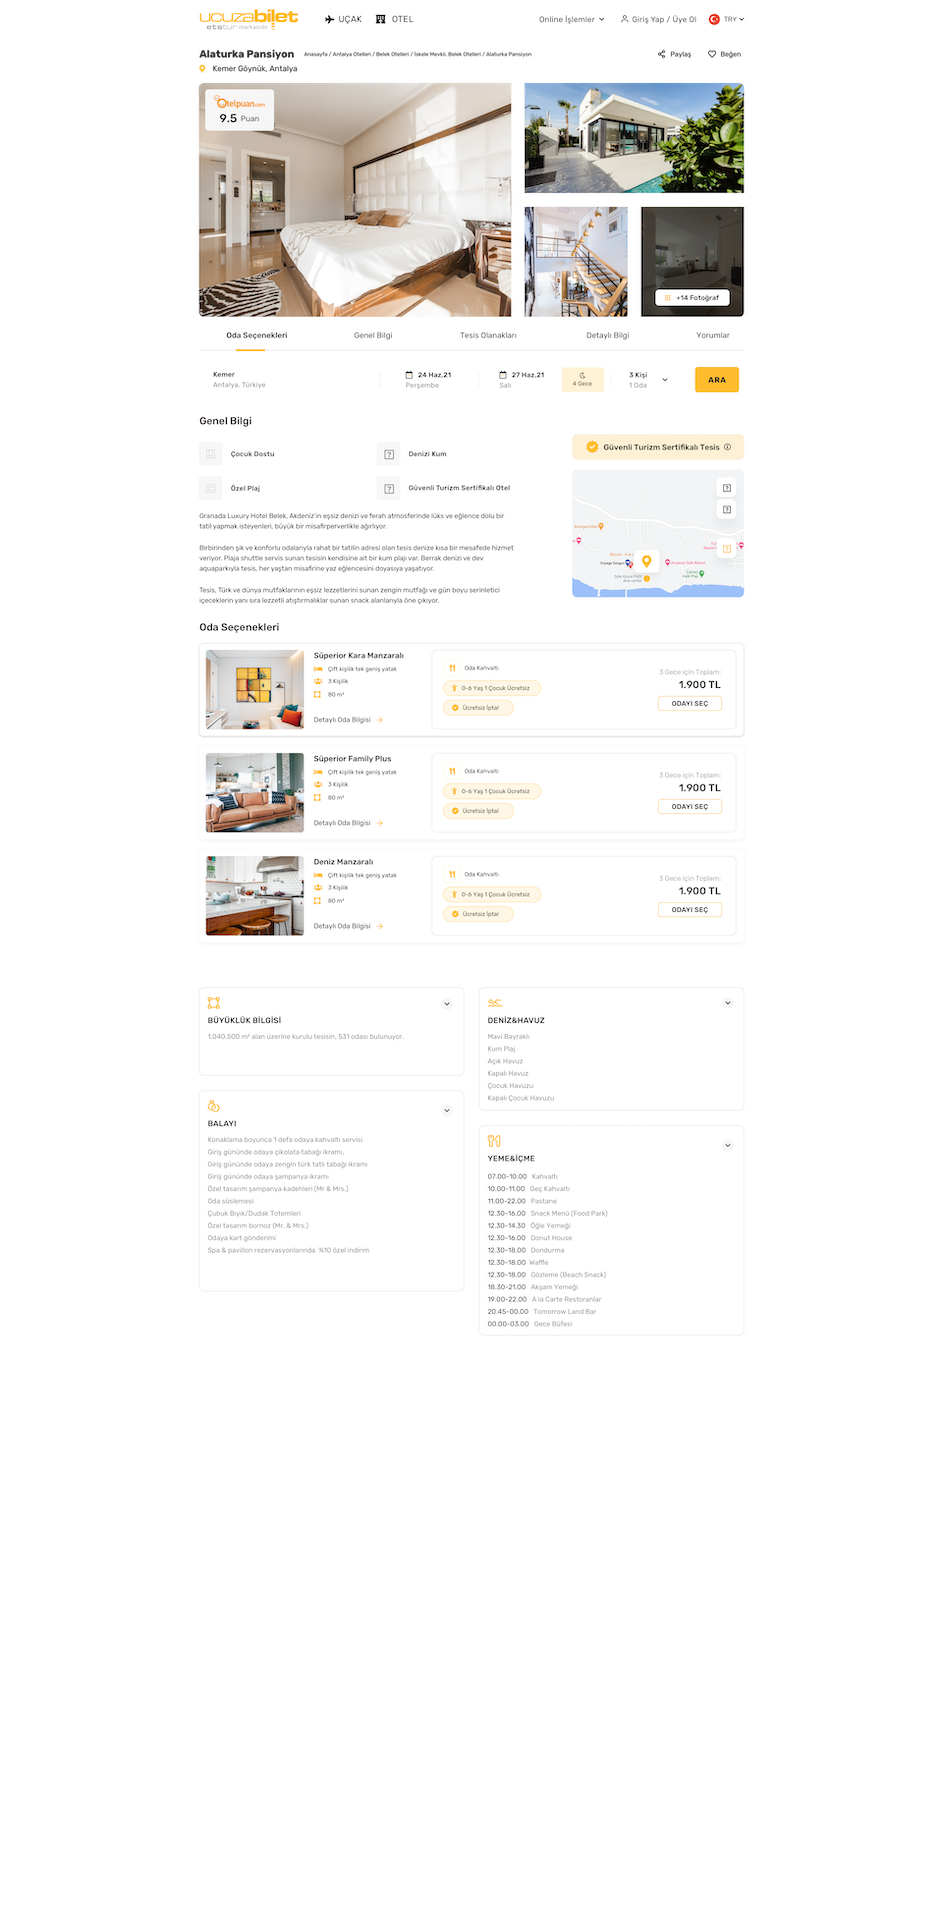 ucuzabilet
etstur markasıdır.
UÇAK
OTEL
Online İşlemler
Giriş Yap / Üye Ol
TRY
Alaturka Pansiyon
Anasayfa / Antalya Otelleri / Belek Otelleri / İskele Mevkii, Belek Otelleri / Alaturka Pansiyon
Paylaş
Beğen
Kemer Göynük, Antalya
Otelpuan.com
9.5 Puan
+14 Fotoğraf
Oda Seçenekleri
Genel Bilgi
Tesis Olanakları
Detaylı Bilgi
Yorumlar
Kemer
Antalya, Türkiye
24 Haz,21
Perşembe
27 Haz,21
Salı
4 Gece
3 Kişi
1 Oda
ARA
Genel Bilgi
Çocuk Dostu
Denizi Kum
Özel Plaj
Güvenli Turizm Sertifikalı Otel
Güvenli Turizm Sertifikalı Tesis
Granada Luxury Hotel Belek, Akdeniz'in eşsiz denizi ve ferah atmosferinde lüks ve eğlence dolu bir
tatil yapmak isteyenleri, büyük bir misafirperverlikle ağırlıyor.
Birbirinden şık ve konforlu odalarıyla rahat bir tatilin adresi olan tesis denize kısa bir mesafede hizmet
veriyor. Plaja shuttle servis sunan tesisin kendisine ait bir kum plajı var. Berrak denizi ve dev
aquaparkıyla tesis, her yaştan misafirine yaz eğlencesini doyasıya yaşatıyor.
Tesis, Türk ve dünya mutfaklarının eşsiz lezzetlerini sunan zengin mutfağı ve gün boyu serinletici
içeceklerin yanı sıra lezzetli atıştırmalıklar sunan snack alanlarıyla öne çıkıyor.
Oda Seçenekleri
Süperior Kara Manzaralı
Çift kişilik tek geniş yatak
3 Kişilik
80 m²
Detaylı Oda Bilgisi
Oda Kahvaltı
0-6 Yaş 1 Çocuk Ücretsiz
Ücretsiz İptal
3 Gece için Toplam:
1.900 TL
ODAYI SEÇ
Süperior Family Plus
Çift kişilik tek geniş yatak
3 Kişilik
80 m²
Detaylı Oda Bilgisi
Oda Kahvaltı
0-6 Yaş 1 Çocuk Ücretsiz
Ücretsiz İptal
3 Gece için Toplam:
1.900 TL
ODAYI SEÇ
Deniz Manzaralı
Çift kişilik tek geniş yatak
3 Kişilik
80 m²
Detaylı Oda Bilgisi
Oda Kahvaltı
0-6 Yaş 1 Çocuk Ücretsiz
Ücretsiz İptal
3 Gece için Toplam:
1.900 TL
ODAYI SEÇ
BÜYÜKLÜK BİLGİSİ
1.040,500 m² alan üzerine kurulu tesisin, 531 odası bulunuyor.
BALAYI
Konaklama boyunca 1 defa odaya kahvaltı servisi
Giriş gününde odaya çikolata tabağı ikramı,
Giriş gününde odaya zengin türk tatlı tabağı ikramı
Giriş gününde odaya şampanya ikramı
Özel tasarım şampanya kadehleri (Mr & Mrs.)
Oda süslemesi
Çubuk Bıyık/Dudak Totemleri
Özel tasarım bornoz (Mr. & Mrs.)
Odaya kart gönderimi
Spa & pavillon rezervasyonlarında %10 özel indirim
DENİZ&HAVUZ
Mavi Bayraklı
Kum Plaj
Açık Havuz
Kapalı Havuz
Çocuk Havuzu
Kapalı Çocuk Havuzu
YEME&İÇME
07.00-10.00 Kahvaltı
10.00-11.00 Geç Kahvaltı
11.00-22.00 Pastane
12.30-16.00 Snack Menü (Food Park)
12.30-14.30 Öğle Yemeği
12.30-16.00 Donut House
12.30-18.00 Dondurma
12.30-18.00 Waffle
12.30-18.00 Gözleme (Beach Snack)
18.30-21.00 Akşam Yemeği
19.00-22.00 A la Carte Restoranlar
20.45-00.00 Tomorrow Land Bar
00.00-03.00 Gece Büfesi